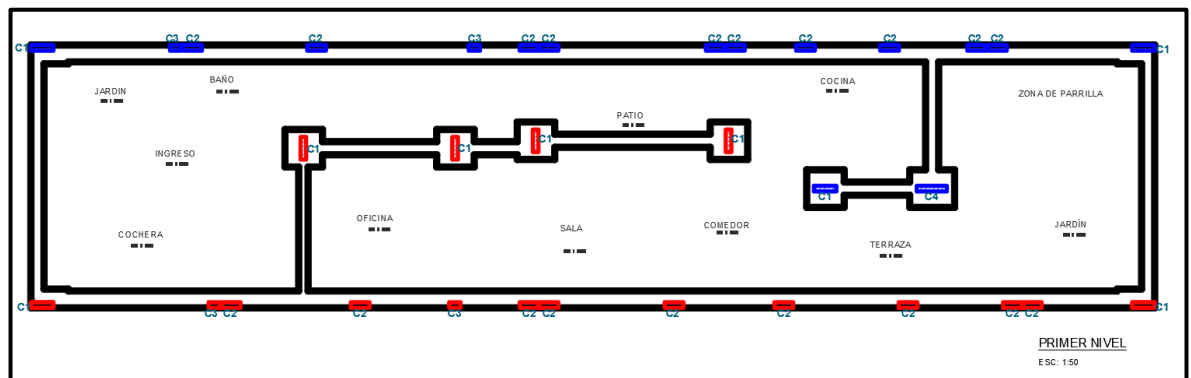 C1 C3 C2 C2 C3 C2 C2 C2 C2 C2 C2 C2 C2 C1
BAÑO
COCINA
JARDIN
ZONA DE PARRILLA
PATIO
C1 C1 C1 C1
INGRESO
C1 C4
OFICINA
SALA
COMEDOR
JARDÍN
COCHERA
TERRAZA
C1 C3 C2 C2 C3 C2 C2 C2 C2 C2 C2 C2 C1
PRIMER NIVEL
ESC: 1:50